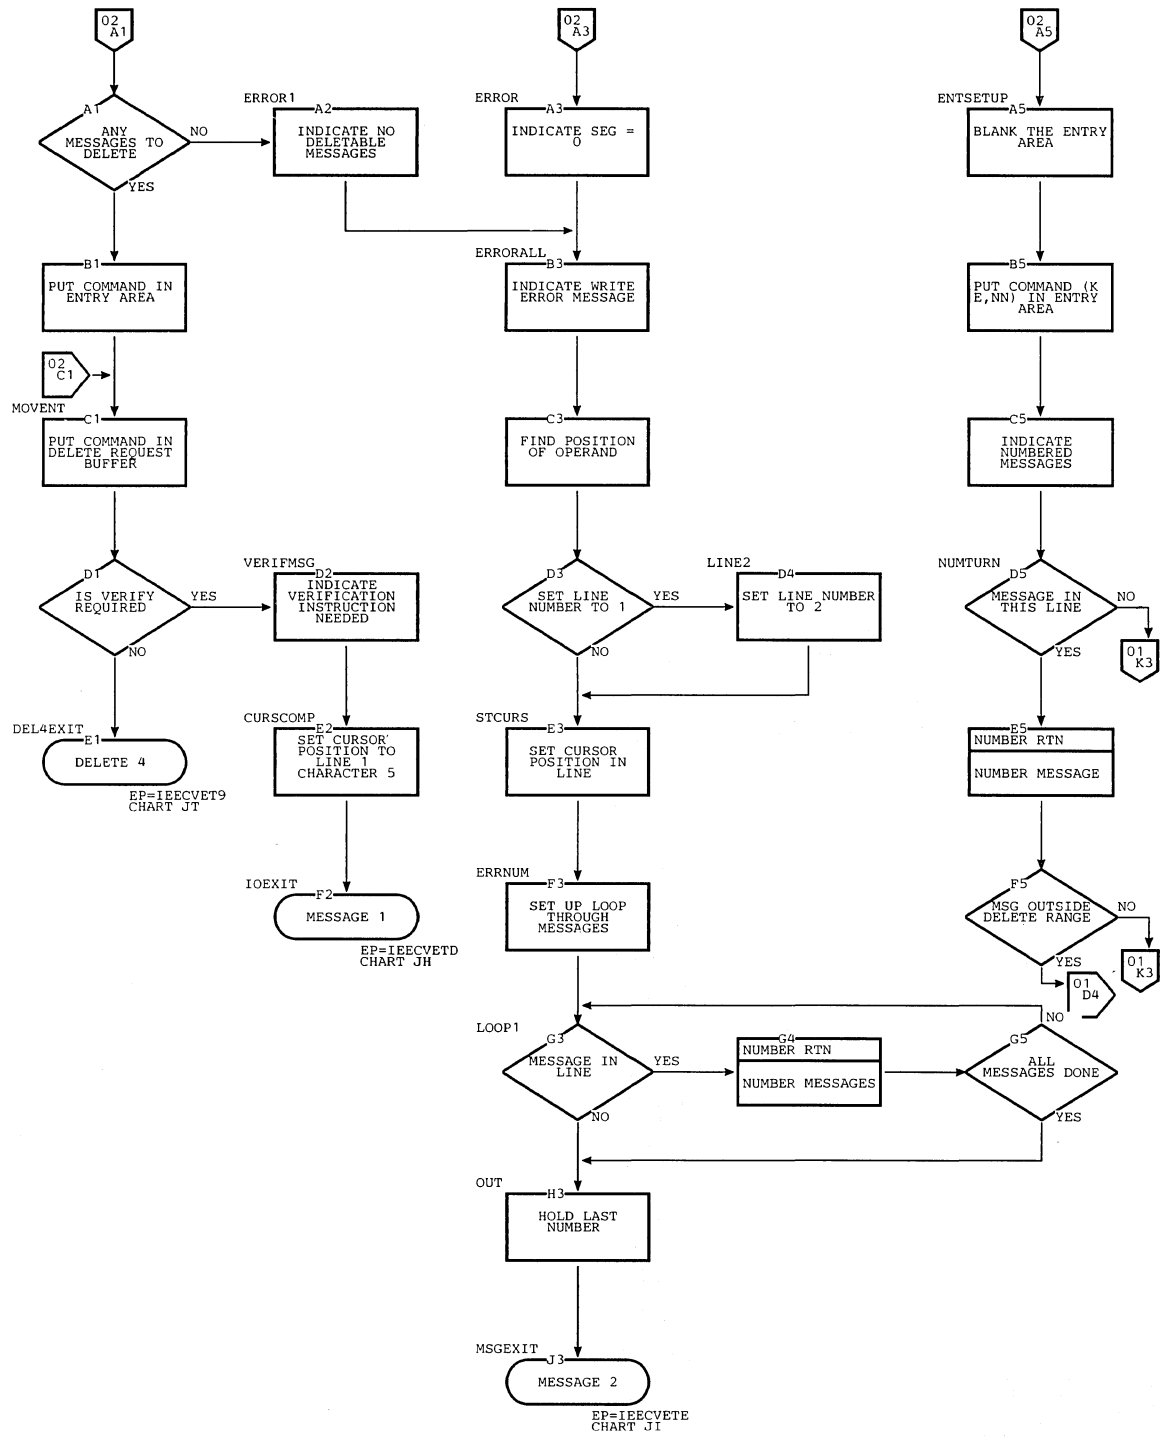 02
A1
02
A3
02
A5
ERROR1
ERROR
ENTSETUP
A1
ANY
MESSAGES TO
DELETE
NO
YES
A2
INDICATE NO
DELETABLE
MESSAGES
A3
INDICATE SEG =
0
A5
BLANK THE ENTRY
AREA
ERRORALL
B1
PUT COMMAND IN
ENTRY AREA
B3
INDICATE WRITE
ERROR MESSAGE
B5
PUT COMMAND (K
E,NN) IN ENTRY
AREA
02
C1
MOVENT
C1
PUT COMMAND IN
DELETE REQUEST
BUFFER
C3
FIND POSITION
OF OPERAND
C5
INDICATE
NUMBERED
MESSAGES
VERIFMSG
LINE2
NUMTURN
D1
IS VERIFY
REQUIRED
YES
NO
D2
INDICATE
VERIFICATION
INSTRUCTION
NEEDED
D3
SET LINE
NUMBER TO 1
YES
NO
D4
SET LINE NUMBER
TO 2
D5
MESSAGE IN
THIS LINE
NO
YES
01
K3
DEL4EXIT
CURSCOMP
STCURS
E1
DELETE 4
EP=IEECVET9
CHART JT
E2
SET CURSOR'
POSITION TO
LINE 1
CHARACTER 5
E3
SET CURSOR
POSITION IN
LINE
E5
NUMBER RTN
NUMBER MESSAGE
IOEXIT
ERRNUM
F2
MESSAGE 1
EP=IEECVETD
CHART JH
F3
SET UP LOOP
THROUGH
MESSAGES
F5
MSG OUTSIDE
DELETE RANGE
NO
YES
01
K3
01
D4
LOOP1
G3
MESSAGE IN
LINE
YES
NO
G4
NUMBER RTN
NUMBER MESSAGES
NO
G5
ALL
MESSAGES DONE
YES
OUT
H3
HOLD LAST
NUMBER
MSGEXIT
J3
MESSAGE 2
EP=IEECVETE
CHART JI